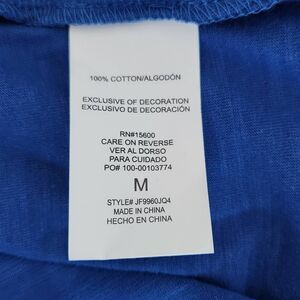 100% COTTON/ALGODÓN
EXCLUSIVE OF DECORATION
EXCLUSIVO DE DECORACIÓN
RN#15600
CARE ON REVERSE
VER AL DORSO
PARA CUIDADO
PO# 100-00103774
M
STYLE# JF9960JQ4
MADE IN CHINA
HECHO EN CHINA